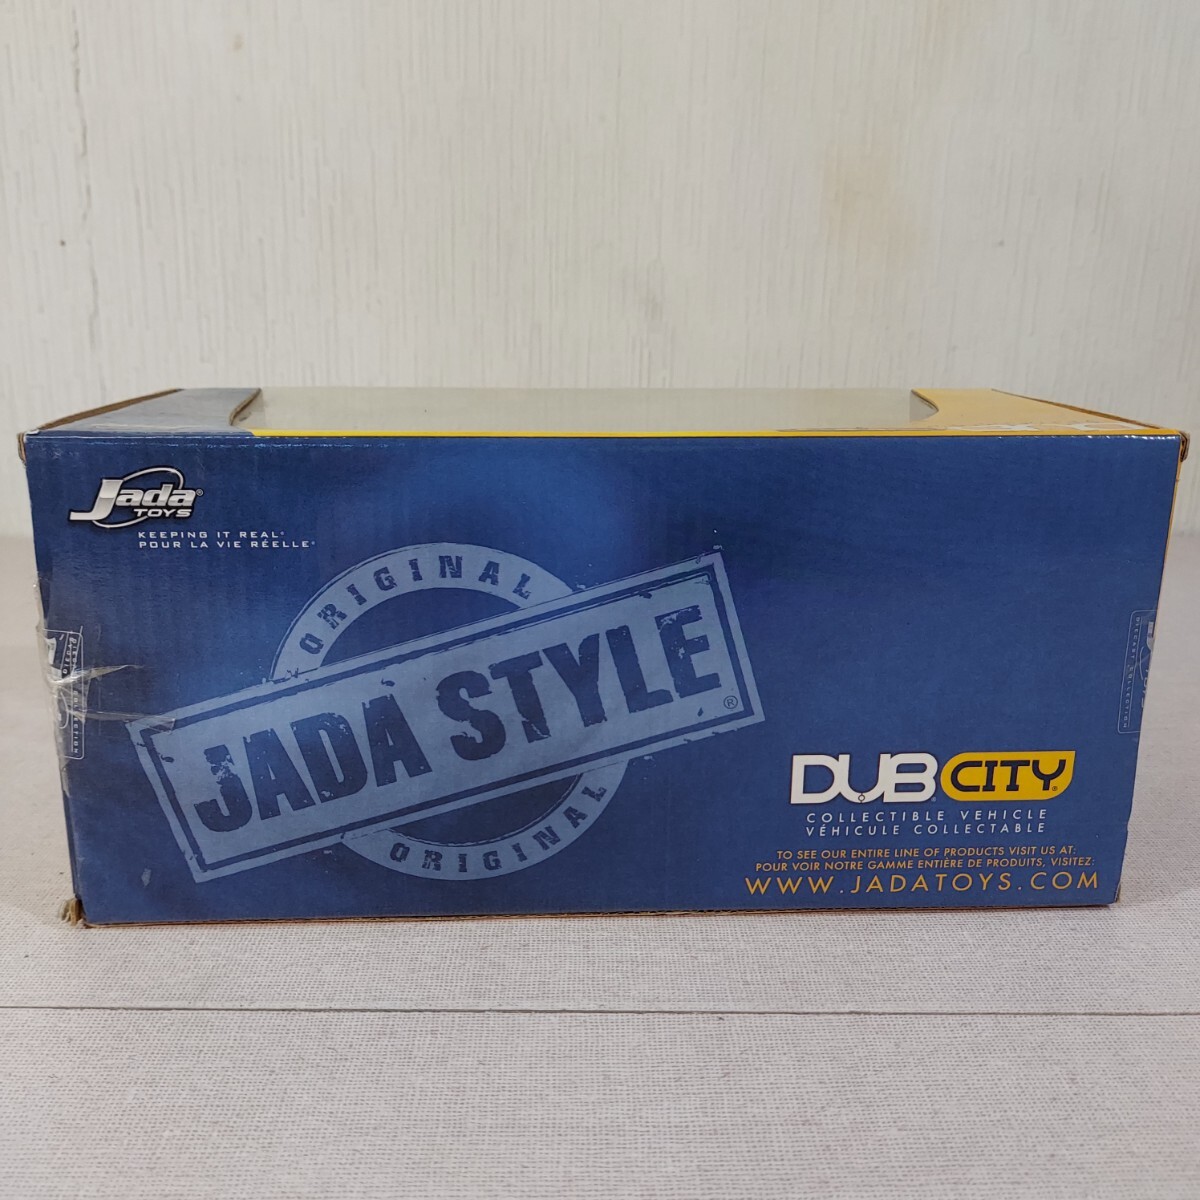 Jada®
TOYS
KEEPING IT REAL®
POUR LA VIE RÉELLE®
ORIGINAL
JADA STYLE®
ORIGINAL
DUB CITY®
COLLECTIBLE VEHICLE
VÉHICULE COLLECTABLE
TO SEE OUR ENTIRE LINE OF PRODUCTS VISIT US AT:
POUR VOIR NOTRE GAMME ENTIÈRE DE PRODUITS, VISITEZ:
WWW.JADATOYS.COM